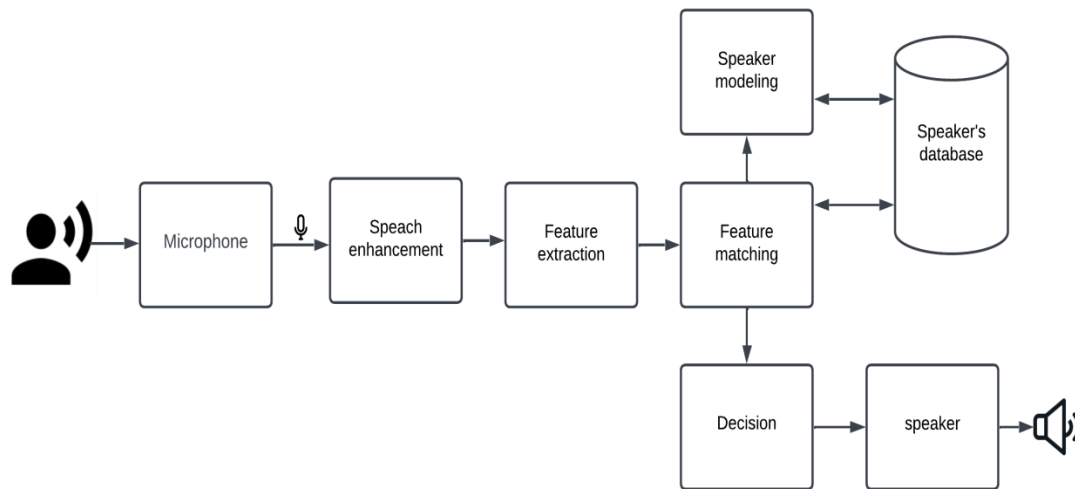 Speaker
modeling
Speaker's
database
Microphone
Speach
enhancement
Feature
extraction
Feature
matching
Decision
speaker